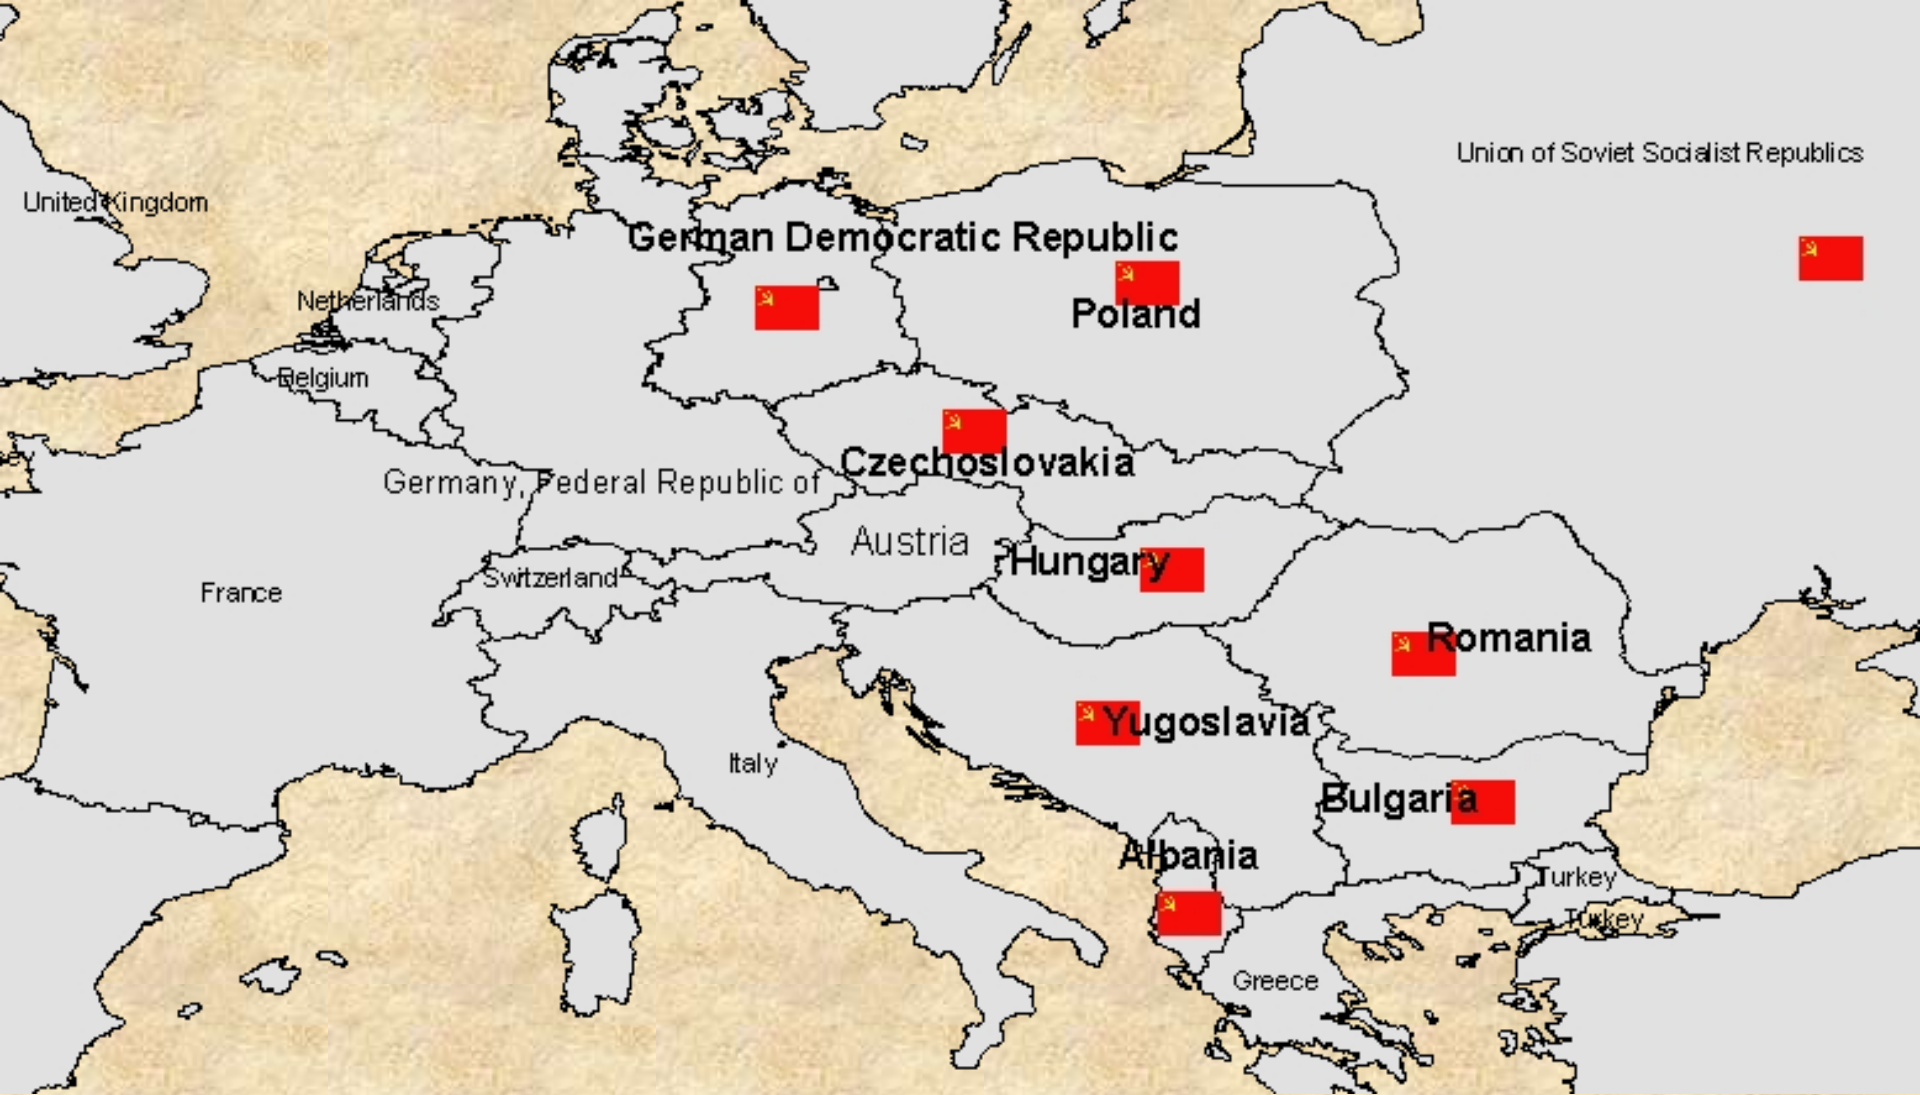 Union of Soviet Socialist Republics
United Kingdom
German Democratic Republic
Netherlands
Poland
Belgium
Czechoslovakia
Germany, Federal Republic of
Austria
Hungary
Switzerland
France
Romania
Yugoslavia
Italy
Bulgaria
Albania
Turkey
Turkey
Greece